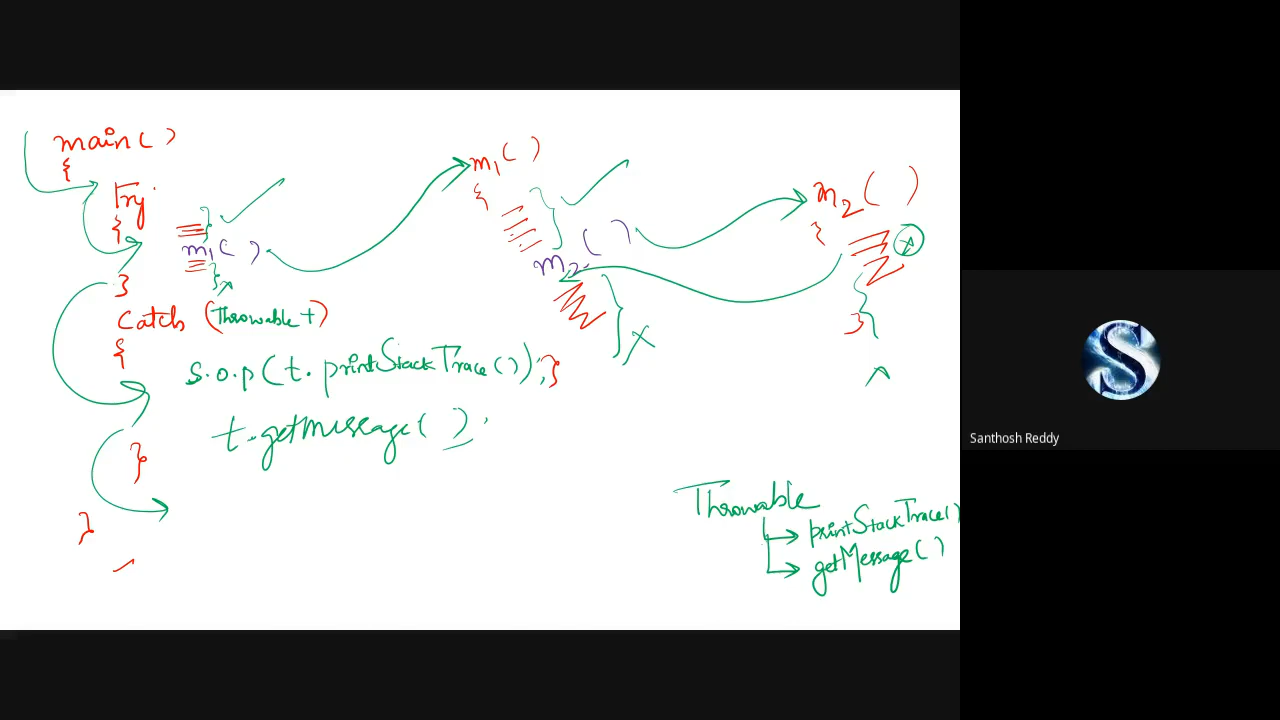 main( )
{
Try
{
m1( )
}
Catch (Throwable t)
{
S.o.p(t. printStackTrace( ));}
t.getmessage( );
}
}
m1( )
{
m2( )
m2( )
{
}
Throwable
printStackTrace( )
getMessage( )
S
Santhosh Reddy